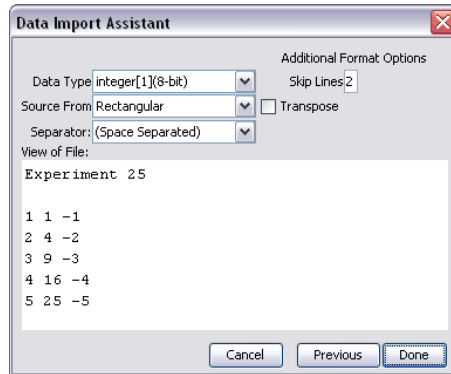 Data Import Assistant
Additional Format Options
Data Type integer[1](8-bit)
Skip Lines 2
Source From Rectangular
Transpose
Separator: (Space Separated)
View of File:
Experiment 25
1 1 -1
2 4 -2
3 9 -3
4 16 -4
5 25 -5
Cancel
Previous
Done